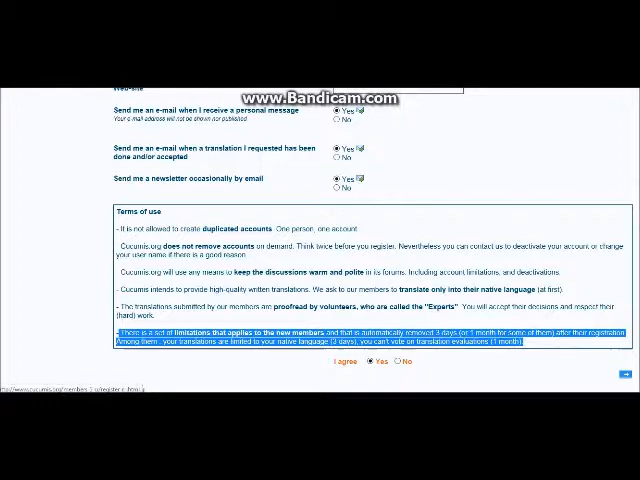 Web-site
www.Bandicam.com
Send me an e-mail when I receive a personal message
Yes
Your e-mail address will not be shown nor published
No
Send me an e-mail when a translation I requested has been
done and/or accepted
Yes
No
Send me a newsletter occasionally by email
Yes
No
Terms of use
- It is not allowed to create duplicated accounts. One person, one account
Cucumis.org does not remove accounts on demand. Think twice before you register. Nevertheless you can contact us to deactivate your account or change
your user name if there is a good reason
Cucumis.org will use any means to keep the discussions warm and polite in its forums. Including account limitations, and deactivations.
- Cucumis intends to provide high-quality written translations. We ask to our members to translate only into their native language (at first).
- The translations submitted by our members are proofread by volunteers, who are called the "Experts" You will accept their decisions and respect their
(hard) work.
- There is a set of limitations that applies to the new members and that is automatically removed 3 days (or 1 month for some of them) after their registration
Among them , your translations are limited to your native language (3 days), you can't vote on translation evaluations (1 month).
I agree Yes No